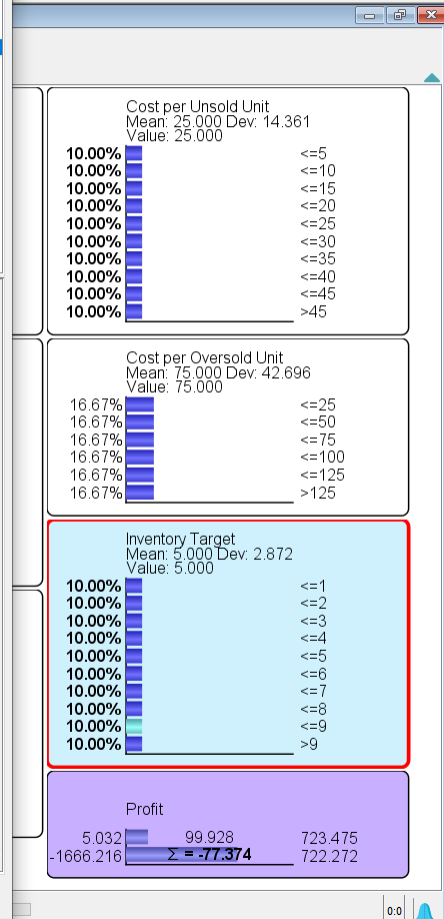 Cost per Unsold Unit
Mean: 25.000 Dev: 14.361
Value: 25.000
10.00% <=5
10.00% <=10
10.00% <=15
10.00% <=20
10.00% <=25
10.00% <=30
10.00% <=35
10.00% <=40
10.00% <=45
10.00% >45
Cost per Oversold Unit
Mean: 75.000 Dev: 42.696
Value: 75.000
16.67% <=25
16.67% <=50
16.67% <=75
16.67% <=100
16.67% <=125
16.67% >125
Inventory Target
Mean: 5.000 Dev: 2.872
Value: 5.000
10.00% <=1
10.00% <=2
10.00% <=3
10.00% <=4
10.00% <=5
10.00% <=6
10.00% <=7
10.00% <=8
10.00% <=9
10.00% >9
Profit
5.032 99.928 723.475
-1666.216 Σ = -77.374 722.272
0:0